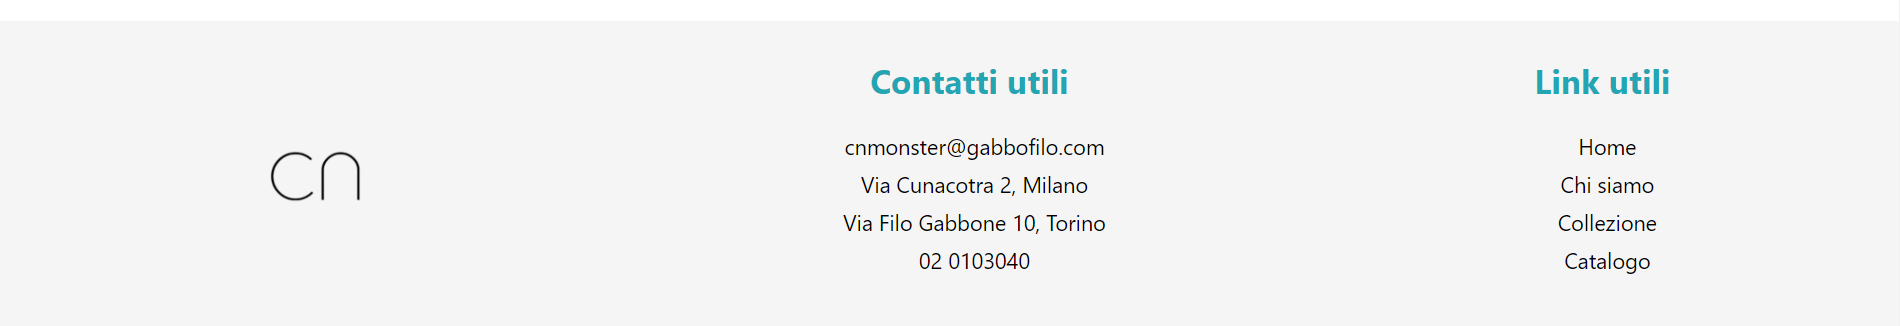 cn
Contatti utili
cnmonster@gabbofilo.com
Via Cunacotra 2, Milano
Via Filo Gabbone 10, Torino
02 0103040
Link utili
Home
Chi siamo
Collezione
Catalogo